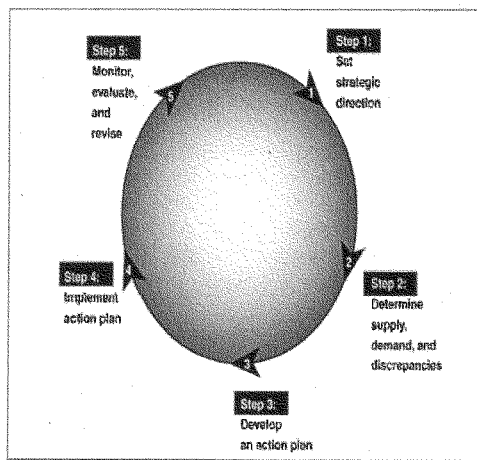 Step 1:
Set
strategic
direction
1
Step 2:
Determine
supply,
demand, and
discrepancies
2
Step 3:
Develop
an action plan
3
Step 4:
Implement
action plan
4
Step 5:
Monitor,
evaluate,
and
revise
5